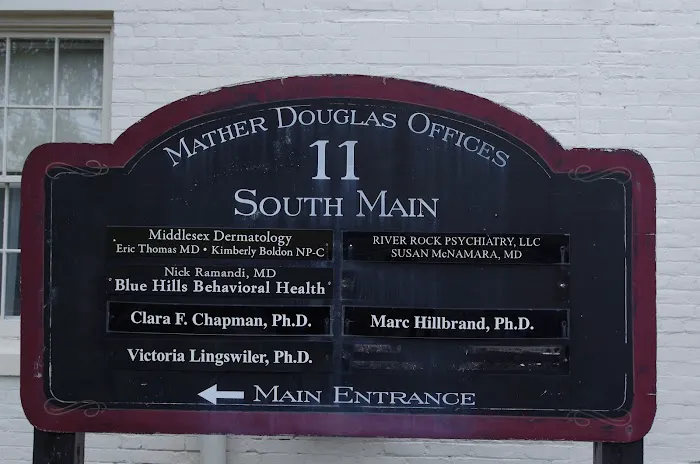 Mather Douglas Offices
11
South Main
Middlesex Dermatology
Eric Thomas MD • Kimberly Boldon NP-C
Nick Ramandi, MD
Blue Hills Behavioral Health
Clara F. Chapman, Ph.D.
Victoria Lingswiler, Ph.D.
RIVER ROCK PSYCHIATRY, LLC
SUSAN McNAMARA, MD
Marc Hillbrand, Ph.D.
Main Entrance